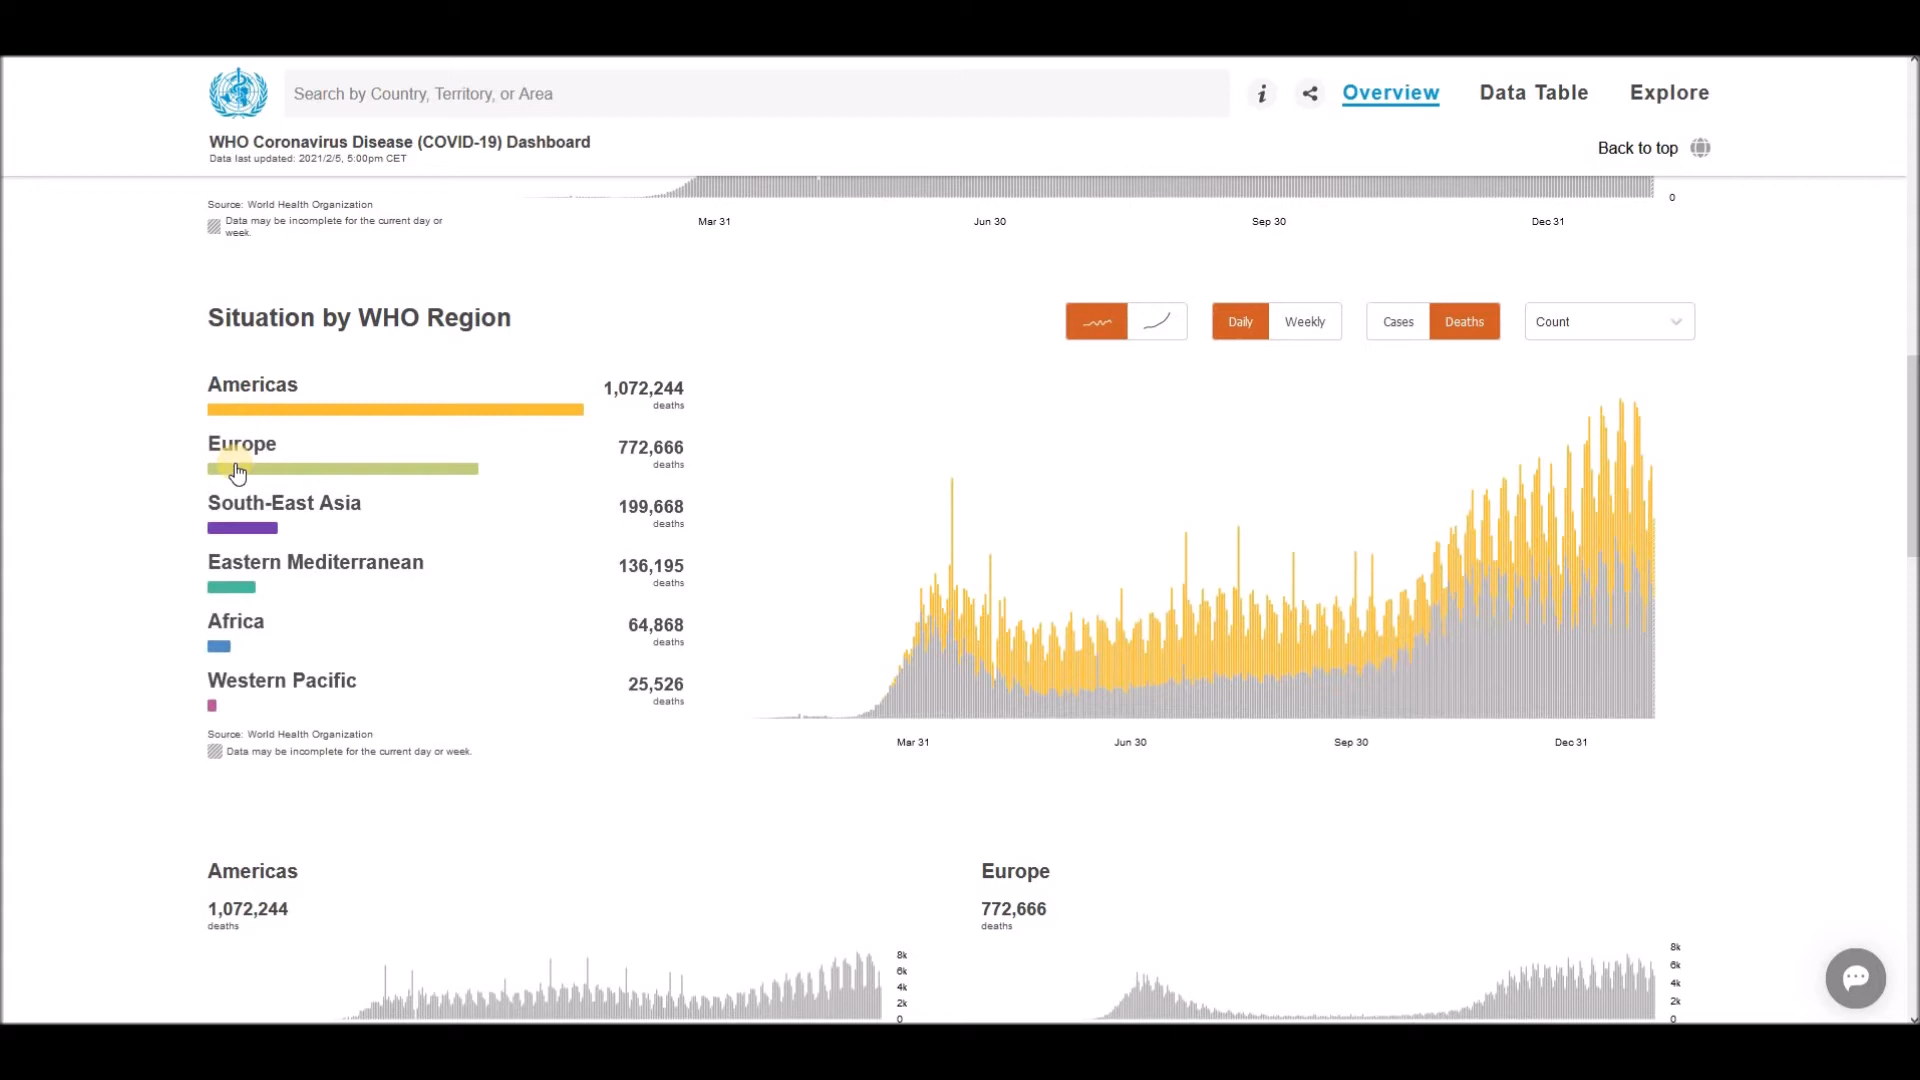 Search by Country, Territory, or Area
i
Overview
Data Table
Explore
WHO Coronavirus Disease (COVID-19) Dashboard
Data last updated: 2021/2/5, 5:00pm CET
Back to top
Source: World Health Organization
Data may be incomplete for the current day or
week.
0
Mar 31
Jun 30
Sep 30
Dec 31
Situation by WHO Region
Daily
Weekly
Cases
Deaths
Count
Americas
1,072,244
deaths
Europe
772,666
deaths
South-East Asia
199,668
deaths
Eastern Mediterranean
136,195
deaths
Africa
64,868
deaths
Western Pacific
25,526
deaths
Source: World Health Organization
Data may be incomplete for the current day or week.
Mar 31
Jun 30
Sep 30
Dec 31
Americas
1,072,244
deaths
8k
6k
4k
2k
0
Europe
772,666
deaths
8k
6k
4k
2k
0